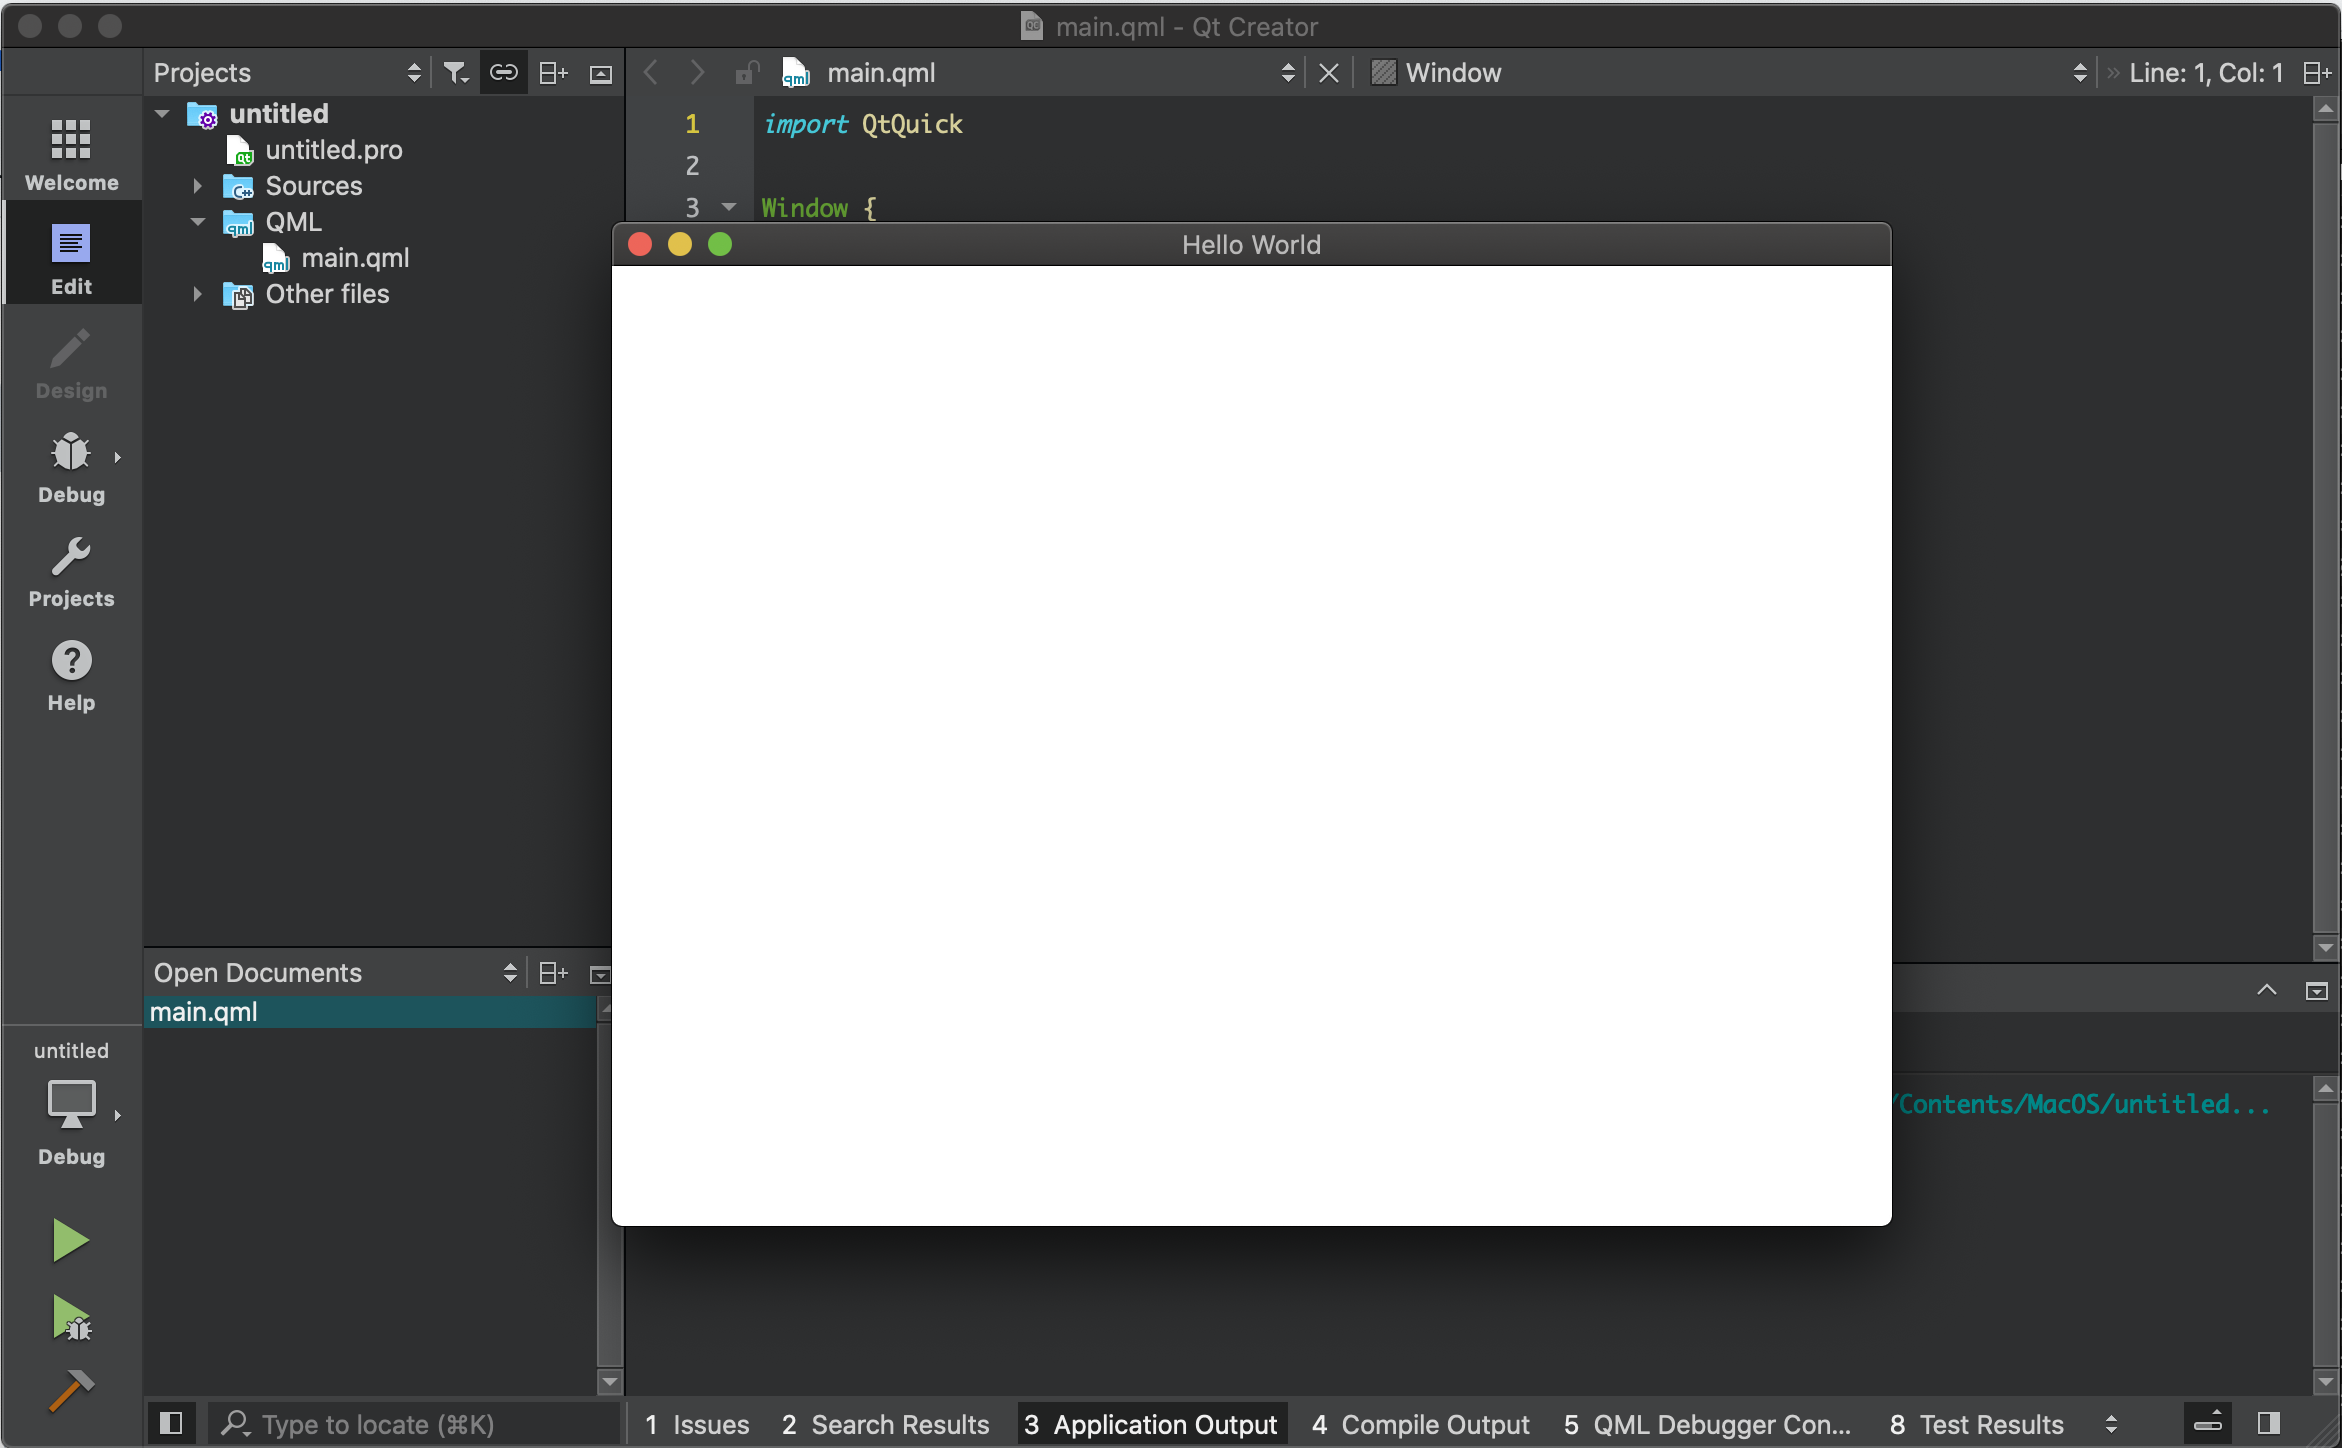 main.qml - Qt Creator
Projects
main.qml
Window
Line: 1, Col: 1
Welcome
Edit
Design
Debug
Projects
Help
untitled
untitled.pro
Sources
QML
main.qml
Other files
1 import QtQuick
2
3 Window {
Hello World
Open Documents
main.qml
untitled
Debug
/Contents/MacOS/untitled...
Type to locate (⌘K)
1 Issues
2 Search Results
3 Application Output
4 Compile Output
5 QML Debugger Con...
8 Test Results